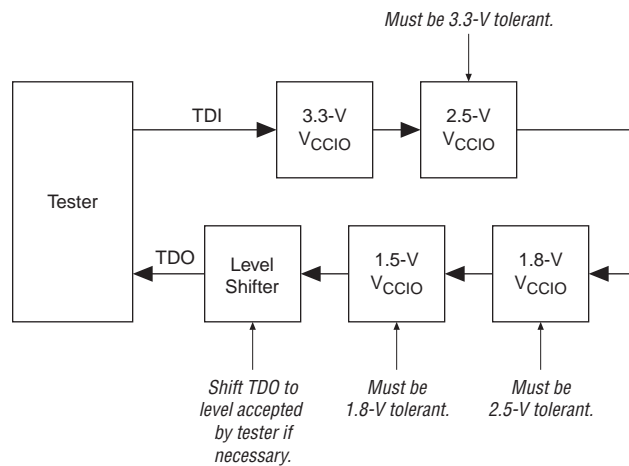 Must be 3.3-V tolerant.
TDI
3.3-V
VCCIO
2.5-V
VCCIO
Tester
TDO
Level
Shifter
1.5-V
VCCIO
1.8-V
VCCIO
Shift TDO to
level accepted
by tester if
necessary.
Must be
1.8-V tolerant.
Must be
2.5-V tolerant.